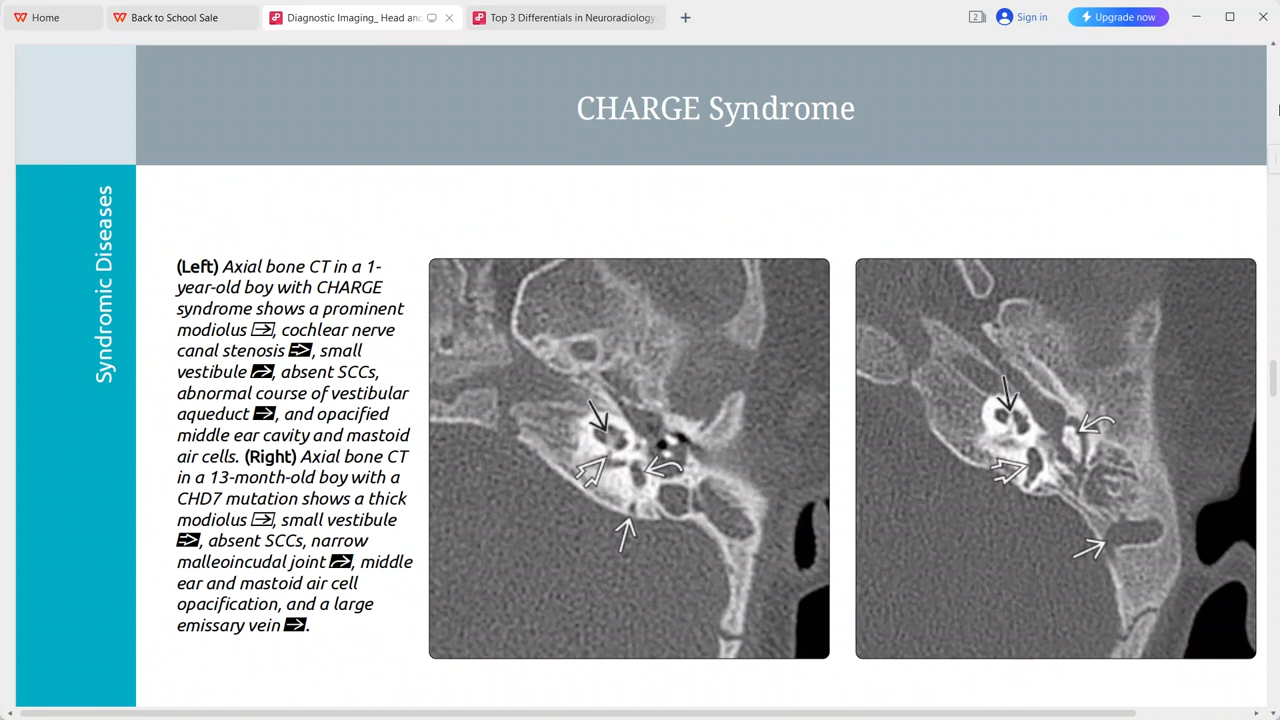 Home
Back to School Sale
Diagnostic Imaging_ Head an
Top 3 Differentials in Neuroradiology
2
Sign in
Upgrade now
CHARGE Syndrome
Syndromic Diseases
(Left) Axial bone CT in a 1-
year-old boy with CHARGE
syndrome shows a prominent
modiolus, cochlear nerve
canal stenosis, small
vestibule, absent SCCs,
abnormal course of vestibular
aqueduct, and opacified
middle ear cavity and mastoid
air cells. (Right) Axial bone CT
in a 13-month-old boy with a
CHD7 mutation shows a thick
modiolus, small vestibule
, absent SCCs, narrow
malleoincudal joint, middle
ear and mastoid air cell
opacification, and a large
emissary vein.